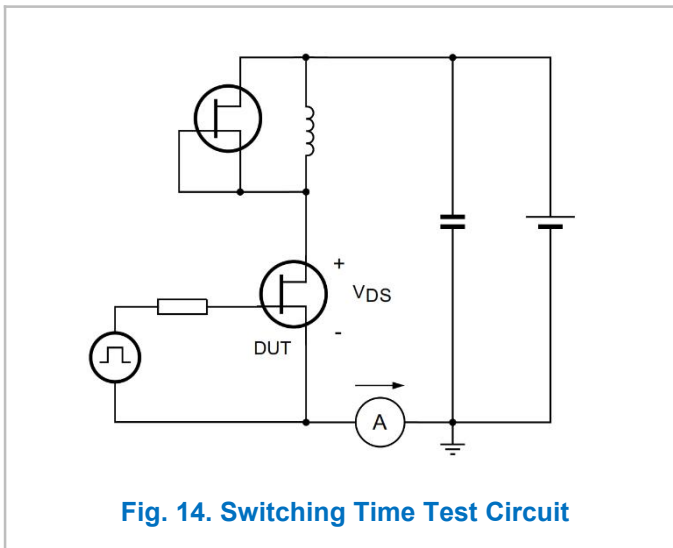 +
VDS
-
DUT
A
Fig. 14. Switching Time Test Circuit